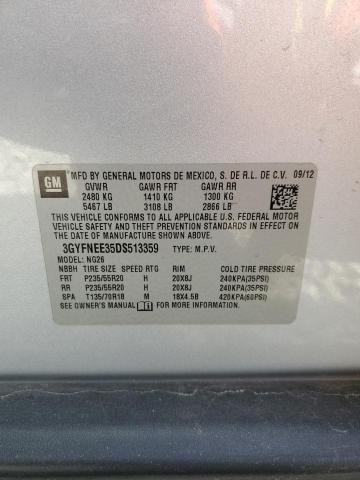 GM
MFD BY GENERAL MOTORS DE MEXICO, S. DE R.L. DE C.V. 09/12
GVWR GAWR FRT GAWR RR
2480 KG 1410 KG 1300 KG
5467 LB 3108 LB 2866 LB
THIS VEHICLE CONFORMS TO ALL APPLICABLE U.S. FEDERAL MOTOR
VEHICLE SAFETY AND THEFT PREVENTION STANDARDS IN
EFFECT ON THE DATE OF MANUFACTURE SHOWN ABOVE.
3GYFNEE35DS513359 TYPE: M.P.V.
MODEL: NG26
NBBH TIRE SIZE SPEED RTG RIM COLD TIRE PRESSURE
FRT P235/55R20 H 20X8J 240KPA(35PSI)
RR P235/55R20 H 20X8J 240KPA(35PSI)
SPA T135/70R18 M 18X4.5B 420KPA(60PSI)
SEE OWNER'S MANUAL FOR MORE INFORMATION